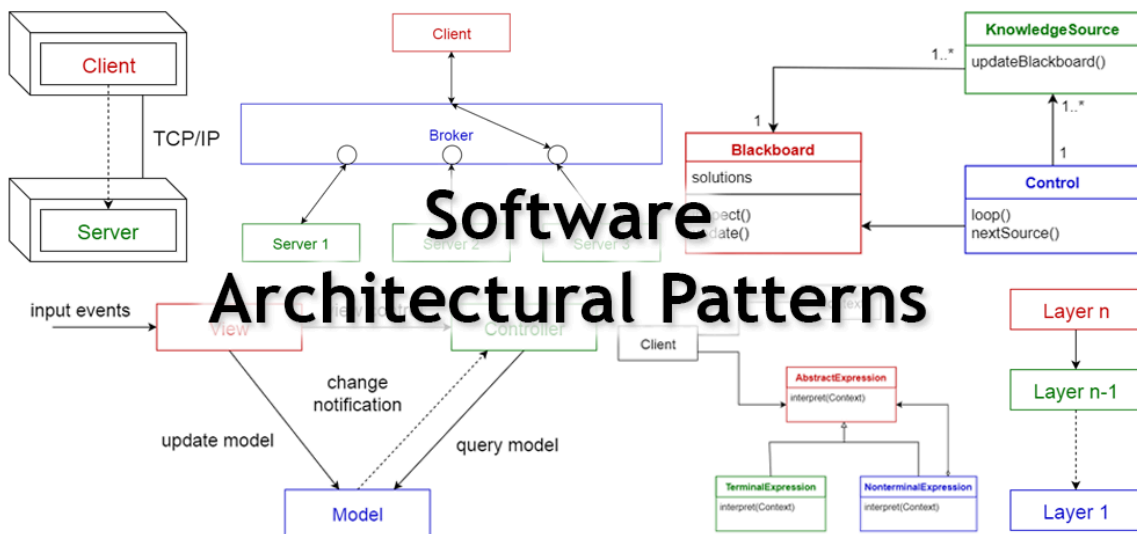 Client
TCP/IP
Server
Client
Broker
Server 1
Server 2
Server 3
KnowledgeSource
updateBlackboard()
1..*
1..*
1
1
Blackboard
solutions
Control
loop()
nextSource()
Software
Architectural Patterns
input events
View
Controller
change
notification
update model
query model
Model
Client
AbstractExpression
interpret(Context)
TerminalExpression
interpret(Context)
NonterminalExpression
interpret(Context)
Layer n
Layer n-1
Layer 1